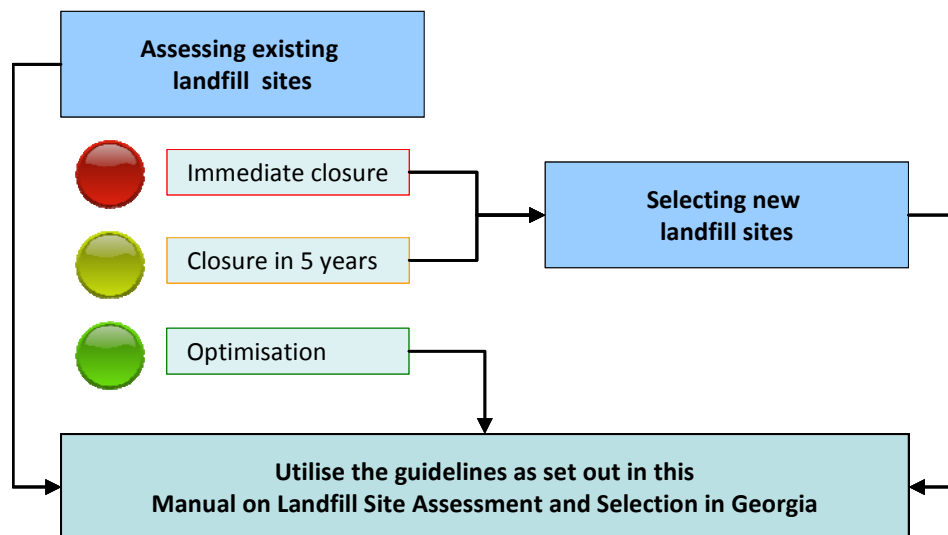 Assessing existing
landfill sites
Immediate closure
Closure in 5 years
Optimisation
Selecting new
landfill sites
Utilise the guidelines as set out in this
Manual on Landfill Site Assessment and Selection in Georgia